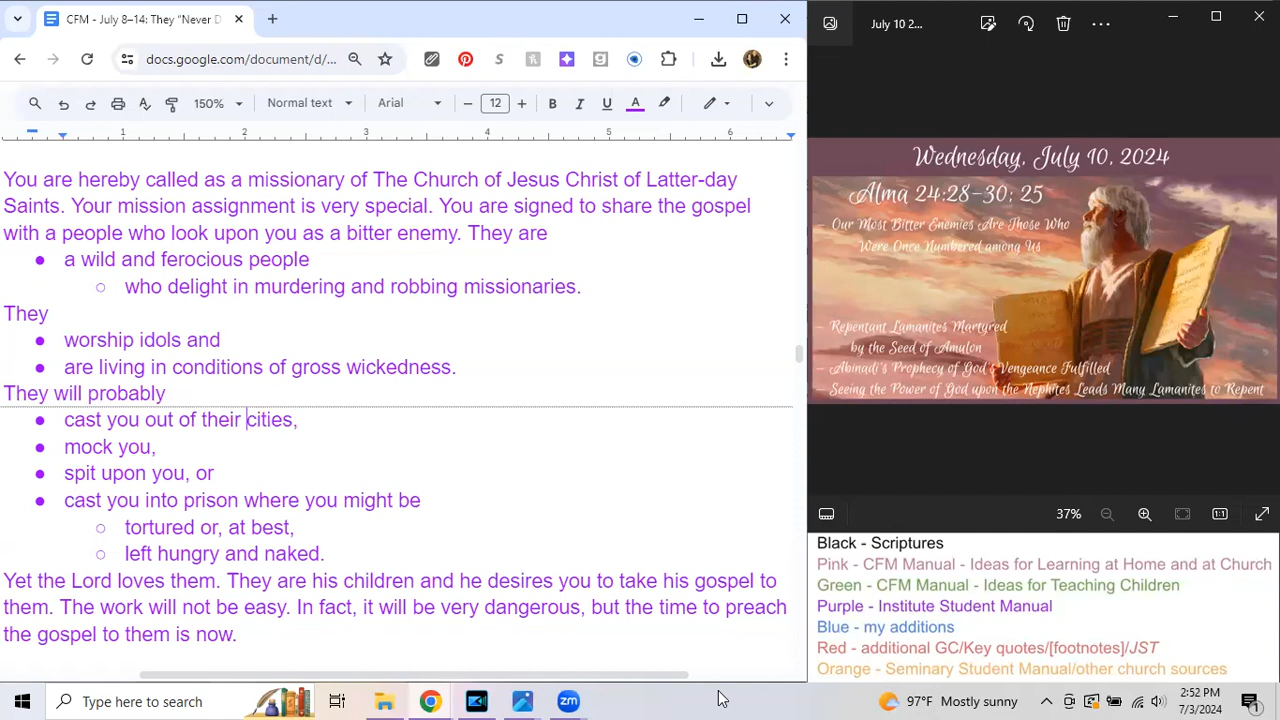 CFM - July 8–14: They “Never D
docs.google.com/document/d/...
150%
Normal text
Arial
12
B
I
U
A
1
2
3
4
5
6
You are hereby called as a missionary of The Church of Jesus Christ of Latter-day
Saints. Your mission assignment is very special. You are signed to share the gospel
with a people who look upon you as a bitter enemy. They are
● a wild and ferocious people
○ who delight in murdering and robbing missionaries.
They
● worship idols and
● are living in conditions of gross wickedness.
They will probably
● cast you out of their cities,
● mock you,
● spit upon you, or
● cast you into prison where you might be
○ tortured or, at best,
○ left hungry and naked.
Yet the Lord loves them. They are his children and he desires you to take his gospel to
them. The work will not be easy. In fact, it will be very dangerous, but the time to preach
the gospel to them is now.
July 10 2...
Wednesday, July 10, 2024
Alma 24:28-30; 25
- Our Most Bitter Enemies Are Those Who
Were Once Numbered among Us
- Repentant Lamanites Martyred
by the Seed of Amulon
- Abinadi's Prophecy of God's Vengeance Fulfilled
- Seeing the Power of God upon the Nephites Leads Many Lamanites to Repent
37%
1:1
Black - Scriptures
Pink - CFM Manual - Ideas for Learning at Home and at Church
Green - CFM Manual - Ideas for Teaching Children
Purple - Institute Student Manual
Blue - my additions
Red - additional GC/Key quotes/[footnotes]/JST
Orange - Seminary Student Manual/other church sources
Type here to search
zm
97°F Mostly sunny
2:52 PM
7/3/2024
1